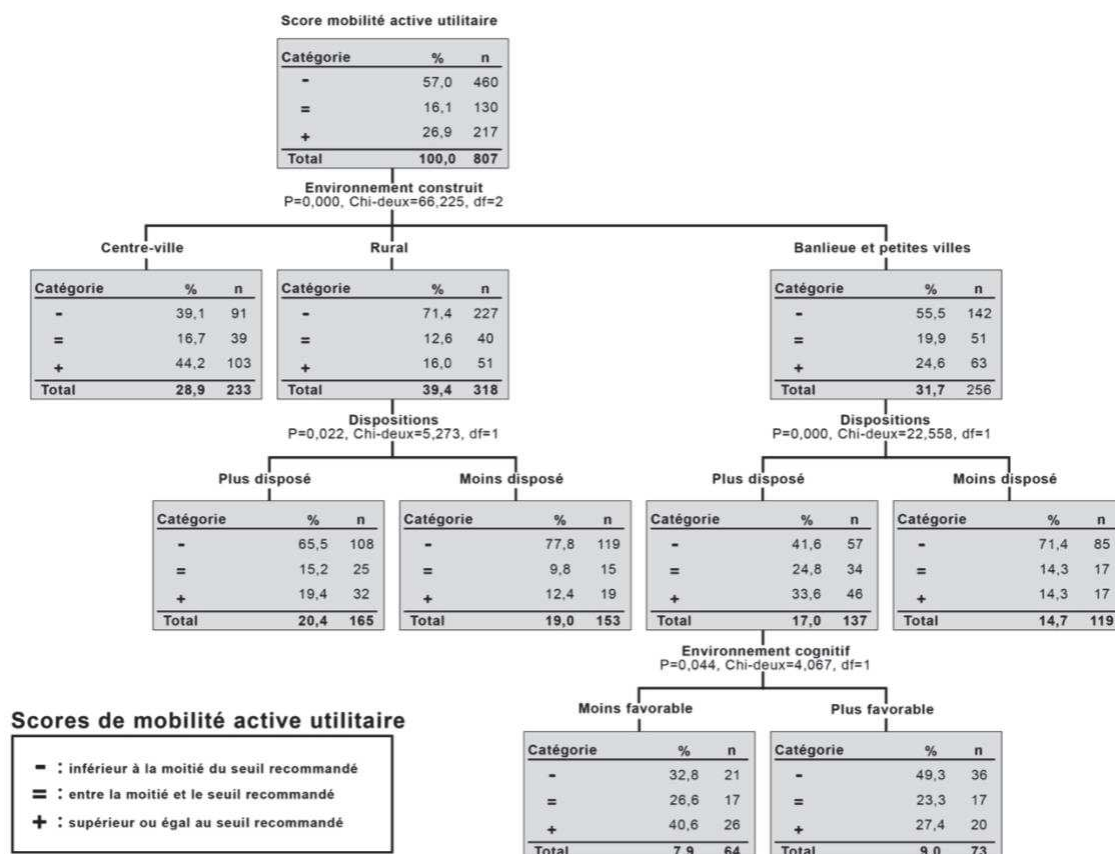 Score mobilité active utilitaire
Catégorie % n
- 57,0 460
= 16,1 130
+ 26,9 217
Total 100,0 807
Environnement construit
P=0,000, Chi-deux=66,225, df=2
Centre-ville
Catégorie % n
- 39,1 91
= 16,7 39
+ 44,2 103
Total 28,9 233
Rural
Catégorie % n
- 71,4 227
= 12,6 40
+ 16,0 51
Total 39,4 318
Banlieue et petites villes
Catégorie % n
- 55,5 142
= 19,9 51
+ 24,6 63
Total 31,7 256
Dispositions
P=0,022, Chi-deux=5,273, df=1
Dispositions
P=0,000, Chi-deux=22,558, df=1
Plus disposé
Catégorie % n
- 65,5 108
= 15,2 25
+ 19,4 32
Total 20,4 165
Moins disposé
Catégorie % n
- 77,8 119
= 9,8 15
+ 12,4 19
Total 19,0 153
Plus disposé
Catégorie % n
- 41,6 57
= 24,8 34
+ 33,6 46
Total 17,0 137
Moins disposé
Catégorie % n
- 71,4 85
= 14,3 17
+ 14,3 17
Total 14,7 119
Environnement cognitif
P=0,044, Chi-deux=4,067, df=1
Moins favorable
Catégorie % n
- 32,8 21
= 26,6 17
+ 40,6 26
Total 7,9 64
Plus favorable
Catégorie % n
- 49,3 36
= 23,3 17
+ 27,4 20
Total 9,0 73
Scores de mobilité active utilitaire
- : inférieur à la moitié du seuil recommandé
= : entre la moitié et le seuil recommandé
+ : supérieur ou égal au seuil recommandé